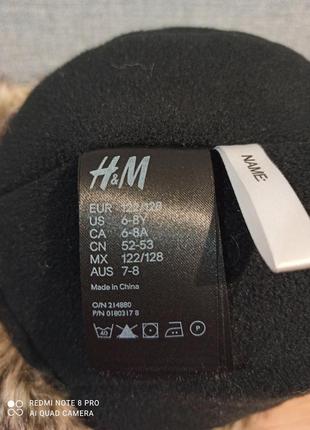 H&M
EUR 122/128
US 6-8Y
CA 6-8A
CN 52-53
MX 122/128
AUS 7-8
Made in China
O/N 214880
P/N 0180317 8
40
P
NAME:
REDMI NOTE 8 PRO
AI QUAD CAMERA